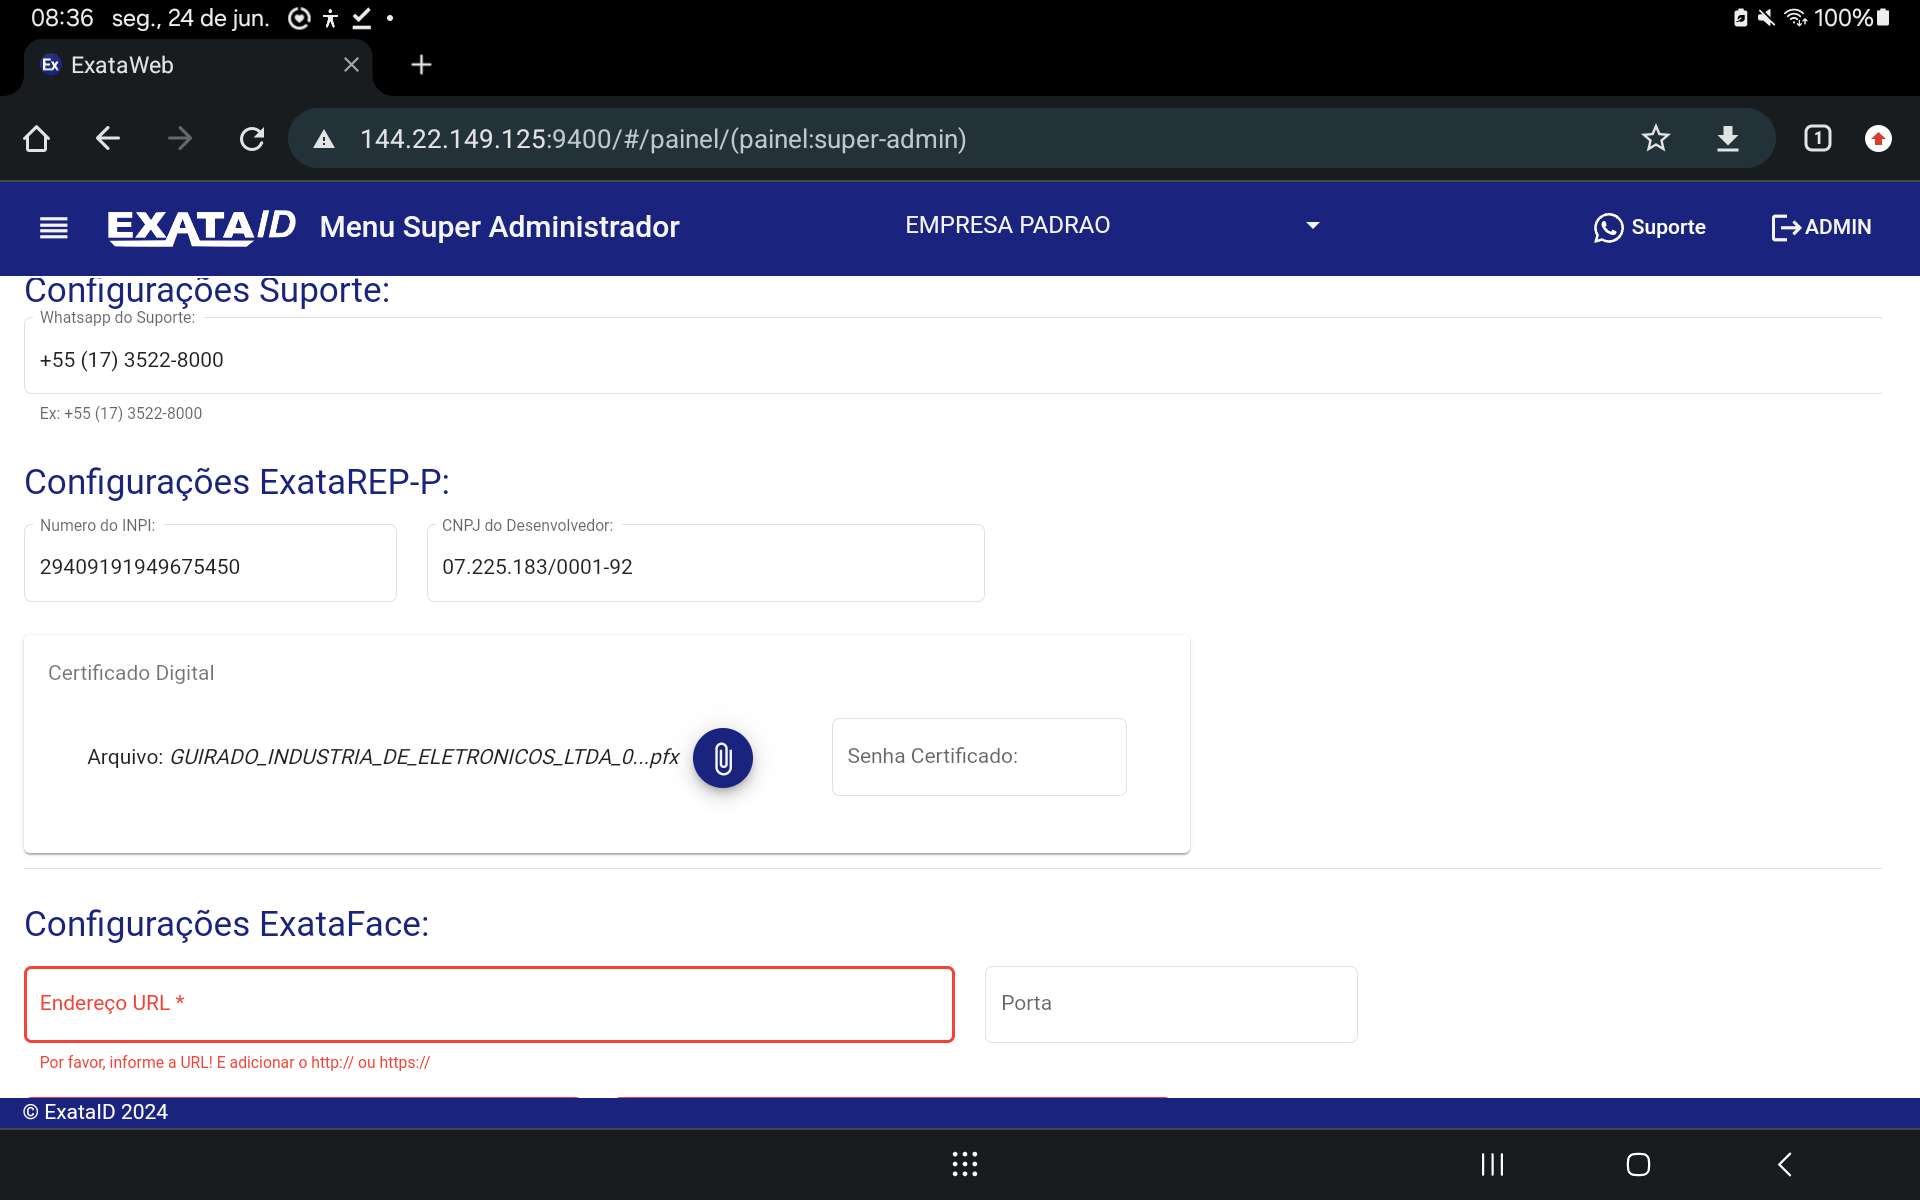 08:36 seg., 24 de jun. 100%
Ex ExataWeb
144.22.149.125:9400/#/painel/(painel:super-admin) 1
EXATAID Menu Super Administrador EMPRESA PADRAO Suporte ADMIN
Configurações Suporte:
Whatsapp do Suporte:
+55 (17) 3522-8000
Ex: +55 (17) 3522-8000
Configurações ExataREP-P:
Numero do INPI: CNPJ do Desenvolvedor:
29409191949675450 07.225.183/0001-92
Certificado Digital
Arquivo: GUIRADO_INDUSTRIA_DE_ELETRONICOS_LTDA_0...pfx Senha Certificado:
Configurações ExataFace:
Endereço URL * Porta
Por favor, informe a URL! E adicionar o http:// ou https://
© ExataID 2024